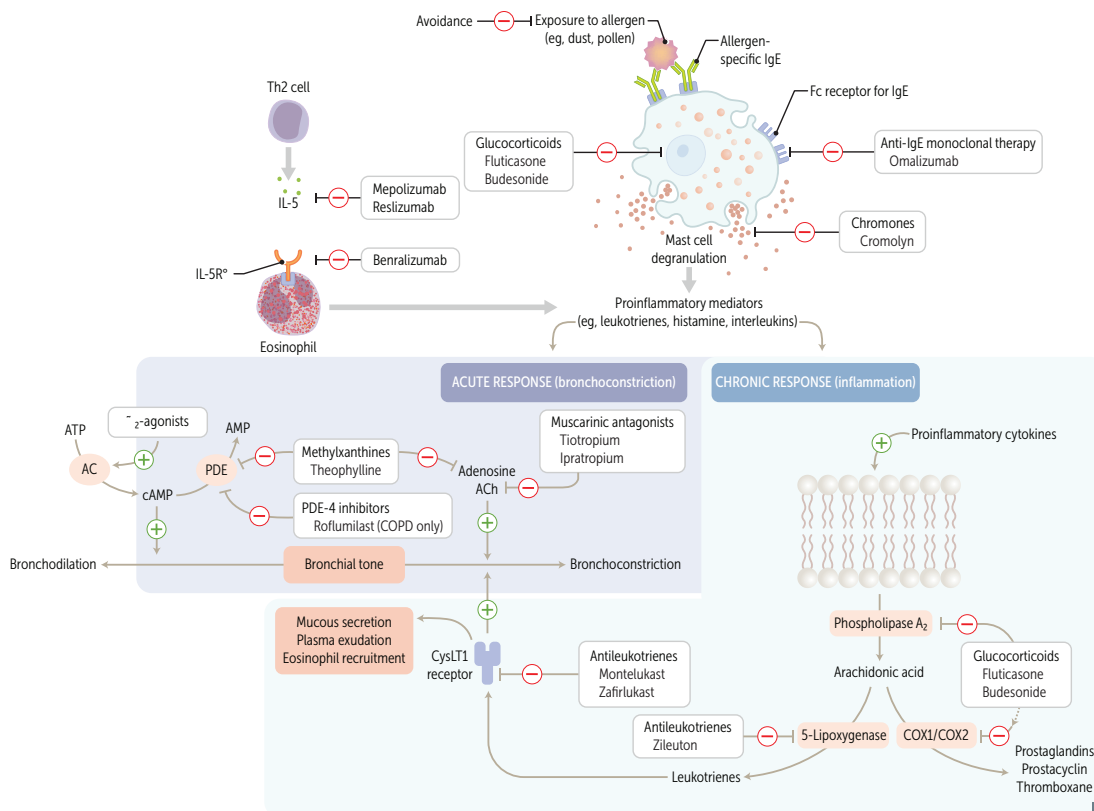 Avoidance
Exposure to allergen
(eg, dust, pollen)
Allergen-
specific IgE
Th2 cell
Fc receptor for IgE
Glucocorticoids
Fluticasone
Budesonide
Anti-IgE monoclonal therapy
Omalizumab
IL-5
Mepolizumab
Reslizumab
Chromones
Cromolyn
Mast cell
degranulation
IL-5Rº
Benralizumab
Eosinophil
Proinflammatory mediators
(eg, leukotrienes, histamine, interleukins)
ACUTE RESPONSE (bronchoconstriction)
CHRONIC RESPONSE (inflammation)
ATP
¯₂-agonists
AMP
AC
PDE
cAMP
Methylxanthines
Theophylline
PDE-4 inhibitors
Roflumilast (COPD only)
Muscarinic antagonists
Tiotropium
Ipratropium
Adenosine
ACh
Proinflammatory cytokines
Bronchodilation
Bronchial tone
Bronchoconstriction
Mucous secretion
Plasma exudation
Eosinophil recruitment
CysLT1
receptor
Antileukotrienes
Montelukast
Zafirlukast
Phospholipase A₂
Glucocorticoids
Fluticasone
Budesonide
Arachidonic acid
Antileukotrienes
Zileuton
5-Lipoxygenase
COX1/COX2
Leukotrienes
Prostaglandins
Prostacyclin
Thromboxane